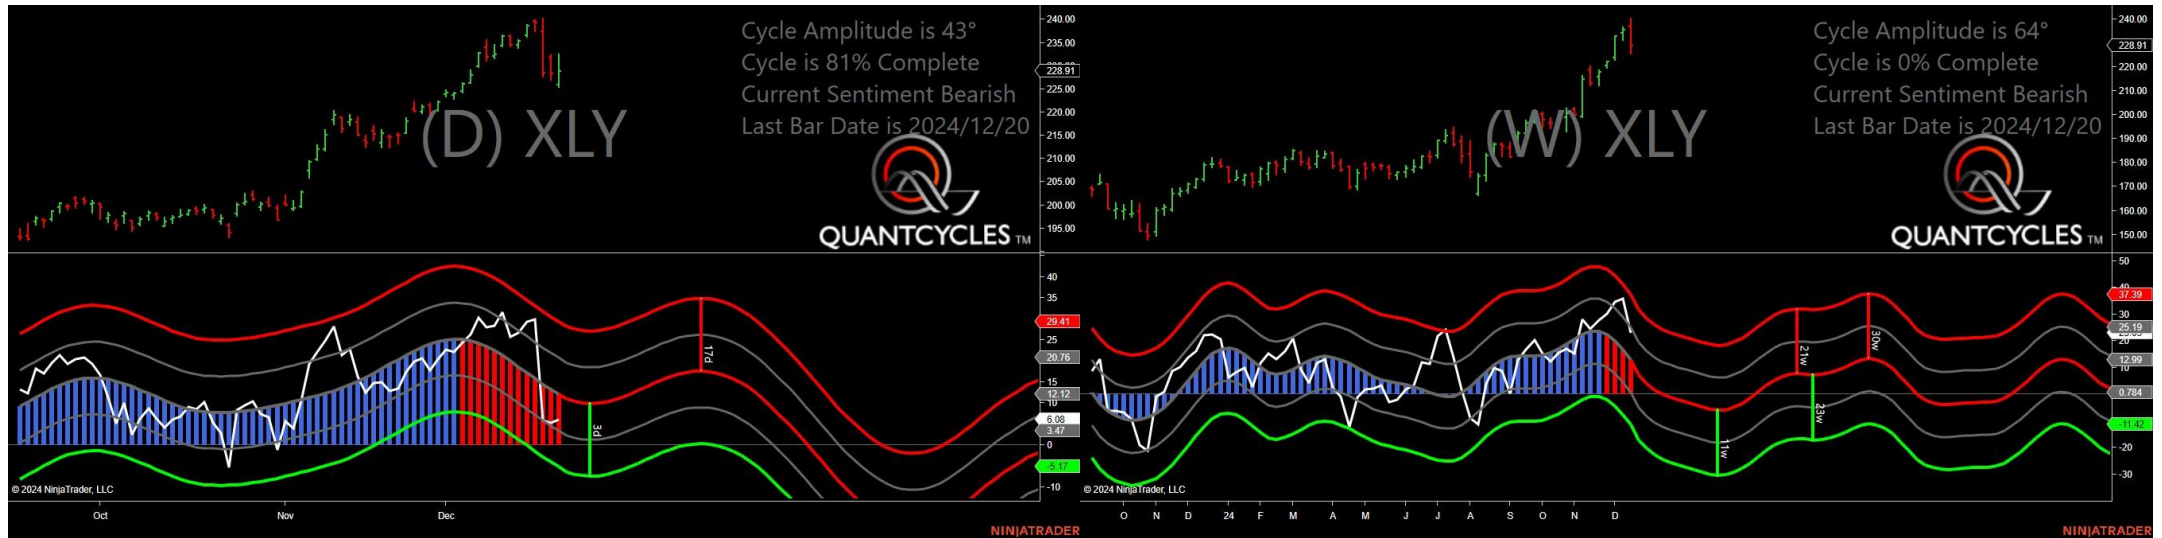 Cycle Amplitude is 43°
Cycle is 81% Complete
Current Sentiment Bearish
Last Bar Date is 2024/12/20
(D) XLY
QUANTCYCLES TM
240.00
235.00
228.91
225.00
220.00
215.00
210.00
205.00
200.00
195.00
40
35
29.41
25
20.76
15
12.12
10
6.08
3.47
0
-5.17
-10
17d
3d
© 2024 NinjaTrader, LLC
Oct
Nov
Dec
NINJATRADER
Cycle Amplitude is 64°
Cycle is 0% Complete
Current Sentiment Bearish
Last Bar Date is 2024/12/20
(W) XLY
QUANTCYCLES TM
240.00
228.91
220.00
210.00
200.00
190.00
180.00
170.00
160.00
150.00
50
40
37.39
30
25.19
20
12.99
10
0.784
-11.42
-20
-30
21w
30w
23w
11w
© 2024 NinjaTrader, LLC
O N D 24 F M A M J J A S O N D
NINJATRADER